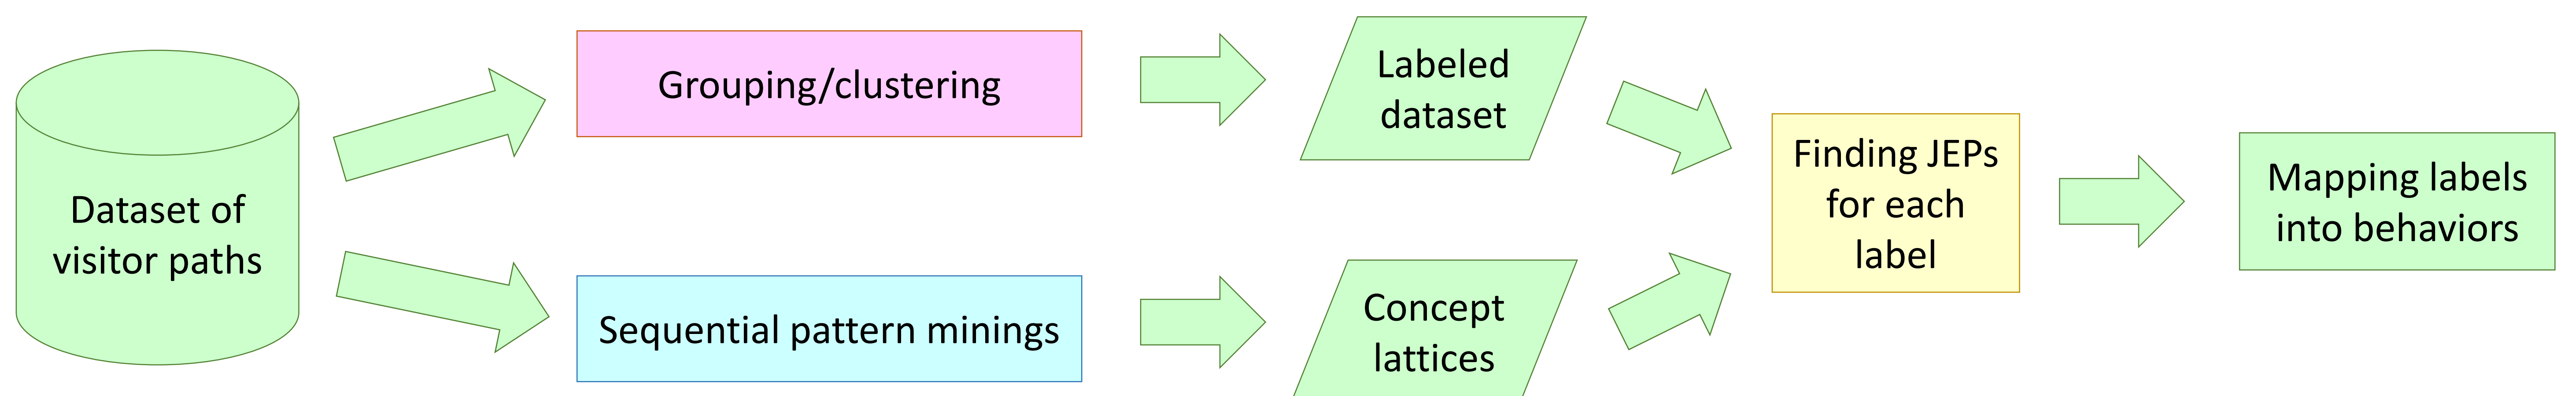 Dataset of
visitor paths
Grouping/clustering
Sequential pattern minings
Labeled
dataset
Concept
lattices
Finding JEPs
for each
label
Mapping labels
into behaviors